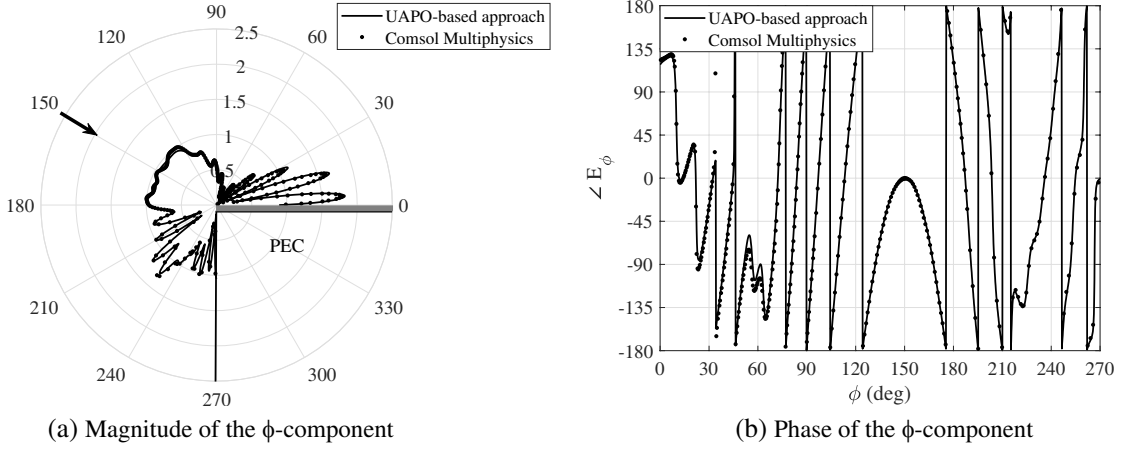 90
120
60
2.5
UAPO-based approach
Comsol Multiphysics
2
150
1.5
30
1
.5
180
0
PEC
210
330
240
300
270
(a) Magnitude of the ϕ-component
180
UAPO-based approach
Comsol Multiphysics
135
90
45
0
-45
-90
-135
-180
∠ E_ϕ
0 30 60 90 120 150 180 210 240 270
ϕ (deg)
(b) Phase of the ϕ-component